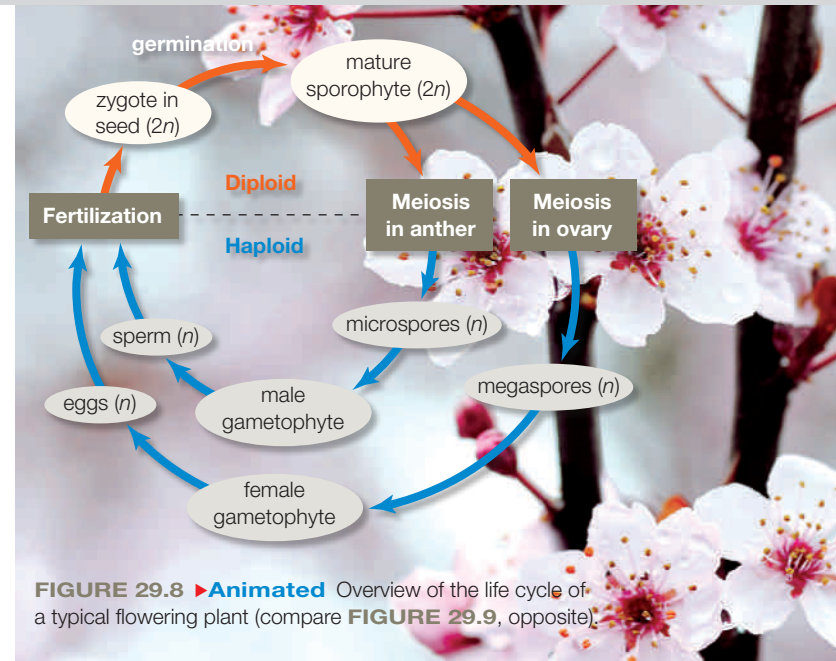 germination
mature
sporophyte (2n)
zygote in
seed (2n)
Diploid
Fertilization
Meiosis
in anther
Meiosis
in ovary
Haploid
microspores (n)
sperm (n)
megaspores (n)
male
gametophyte
eggs (n)
female
gametophyte
FIGURE 29.8 ▶Animated Overview of the life cycle of
a typical flowering plant (compare FIGURE 29.9, opposite).